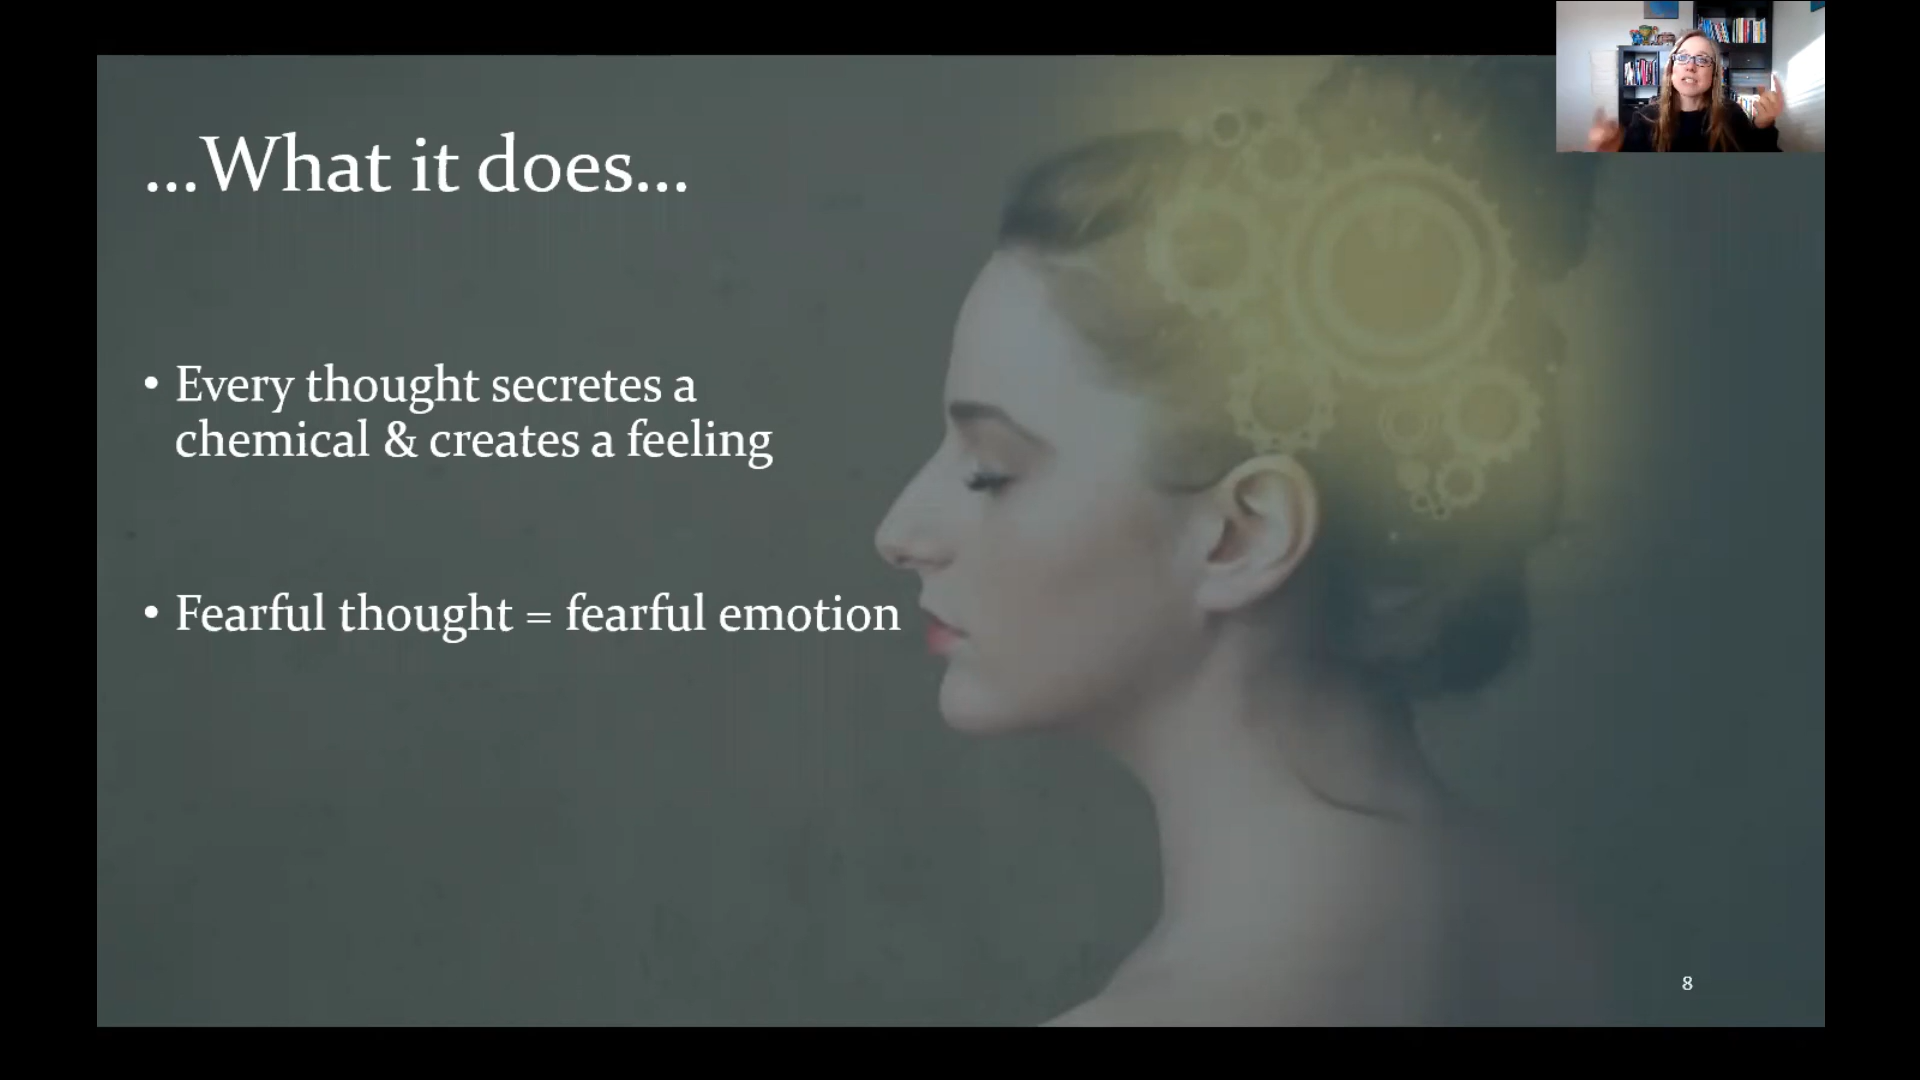 ...What it does...
• Every thought secretes a
chemical & creates a feeling
• Fearful thought = fearful emotion
8